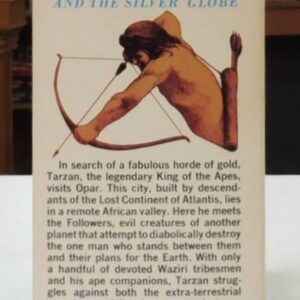 AND THE SILVER GLOBE
In search of a fabulous horde of gold,
Tarzan, the legendary King of the Apes,
visits Opar. This city, built by descend-
ants of the Lost Continent of Atlantis, lies
in a remote African valley. Here he meets
the Followers, evil creatures of another
planet that attempt to diabolically destroy
the one man who stands between them
and their plans for the Earth. With only
a handful of devoted Waziri tribesmen
and his ape companions, Tarzan strug-
gles against both the extra-terrestrial